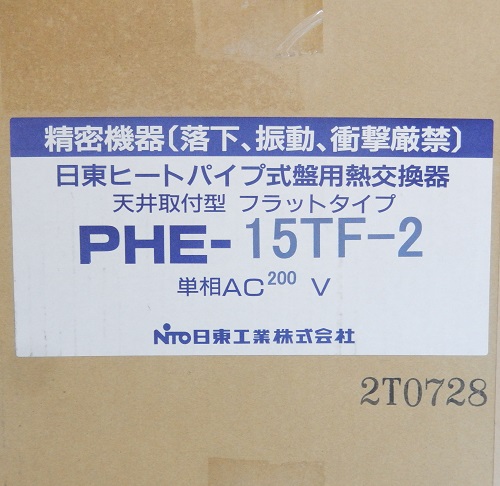 精密機器〔落下、振動、衝撃厳禁〕
日東ヒートパイプ式盤用熱交換器
天井取付型 フラットタイプ
PHE-15TF-2
単相AC200 V
NITO日東工業株式会社
2T0728